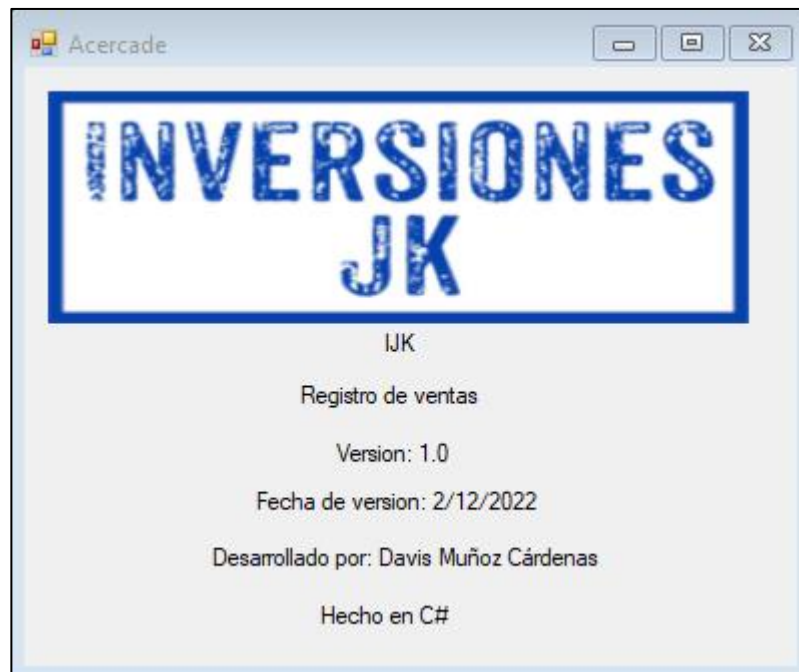 Acercade
INVERSIONES
JK
IJK
Registro de ventas
Version: 1.0
Fecha de version: 2/12/2022
Desarrollado por: Davis Muñoz Cárdenas
Hecho en C#